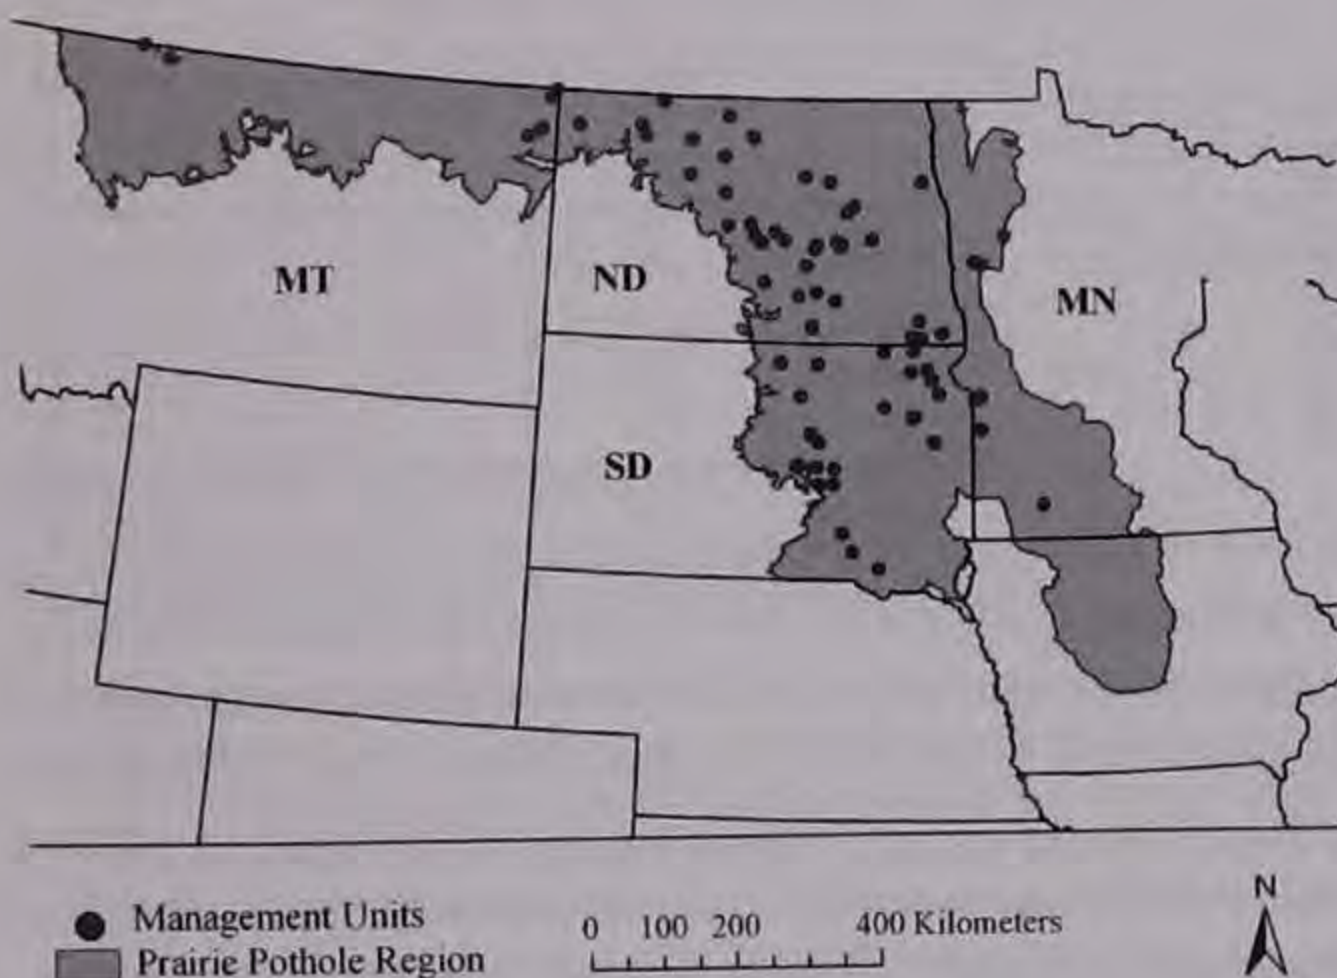 MT
ND
MN
SD
N
Management Units
0 100 200 400 Kilometers
Prairie Pothole Region